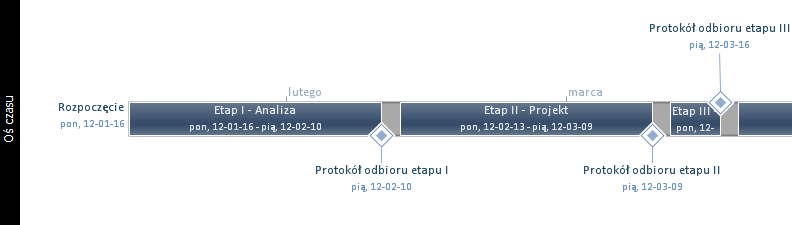 Protokół odbioru etapu III
pią, 12-03-16
lutego
marca
Rozpoczęcie
pon, 12-01-16
Etap I - Analiza
pon, 12-01-16 - pią, 12-02-10
Etap II - Projekt
pon, 12-02-13 - pią, 12-03-09
Etap III
pon, 12-
Oś czasu
Protokół odbioru etapu I
pią, 12-02-10
Protokół odbioru etapu II
pią, 12-03-09